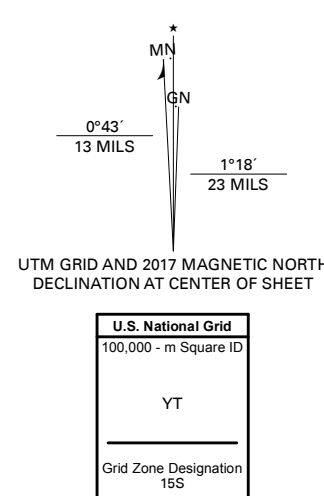 ★
MN
GN
0°43´
13 MILS
1°18´
23 MILS
UTM GRID AND 2017 MAGNETIC NORTH
DECLINATION AT CENTER OF SHEET
U.S. National Grid
100,000 - m Square ID
YT
Grid Zone Designation
15S